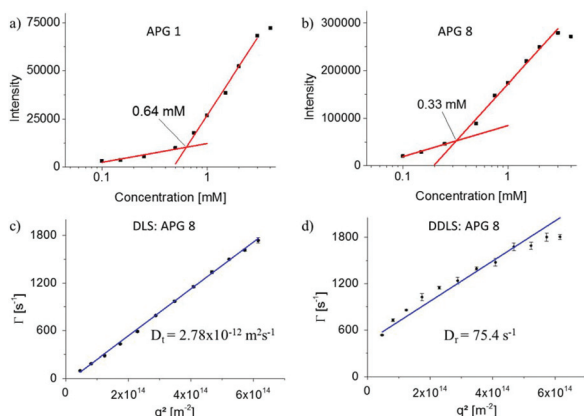 a)
APG 1
Intensity
75000
50000
25000
0
0.64 mM
0.1
1
Concentration [mM]
b)
APG 8
Intensity
300000
200000
100000
0
0.33 mM
0.1
1
Concentration [mM]
c)
DLS: APG 8
Γ
[s⁻¹]
1800
1200
600
0
Dₜ = 2.78x10⁻¹² m²s⁻¹
0
2x10¹⁴
4x10¹⁴
6x10¹⁴
q² [m⁻²]
d)
DDLS: APG 8
Γ
[s⁻¹]
1800
1200
600
0
Dᵣ = 75.4 s⁻¹
0
2x10¹⁴
4x10¹⁴
6x10¹⁴
q² [m⁻²]